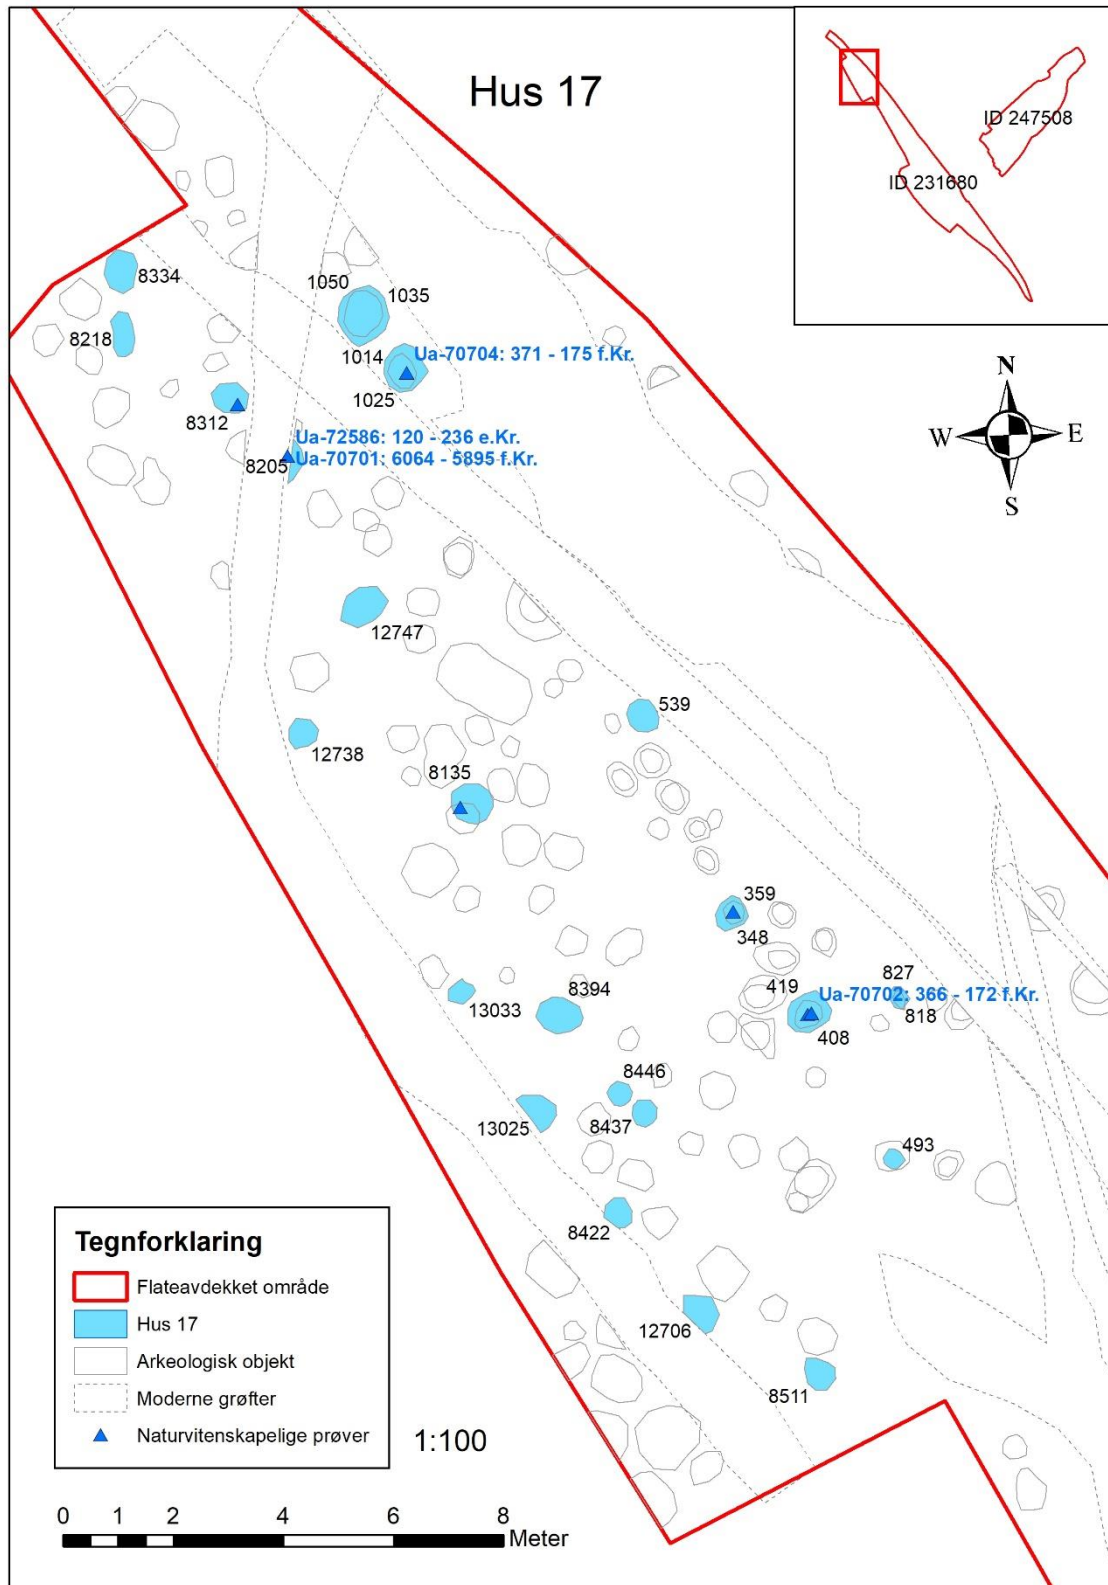 Hus 17
ID 247508
ID 231680
N
W
E
S
8334
1050
1035
8218
1014
Ua-70704: 371 - 175 f.Kr.
1025
8312
Ua-72586: 120 - 236 e.Kr.
Ua-70701: 6064 - 5895 f.Kr.
8205
12747
539
12738
8135
359
348
827
8394
419
Ua-70702: 366 - 172 f.Kr.
13033
818
408
8446
13025
8437
493
8422
12706
8511
Tegnforklaring
Flateavdekket område
Hus 17
Arkeologisk objekt
Moderne grøfter
Naturvitenskapelige prøver
1:100
0 1 2 4 6 8
Meter